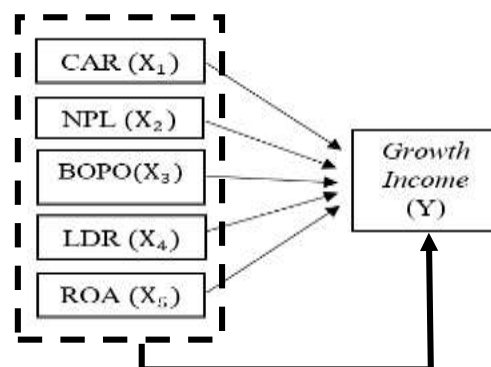 CAR (X₁)
NPL (X₂)
BOPO(X₃)
LDR (X₄)
ROA (X₅)
Growth
Income
(Y)